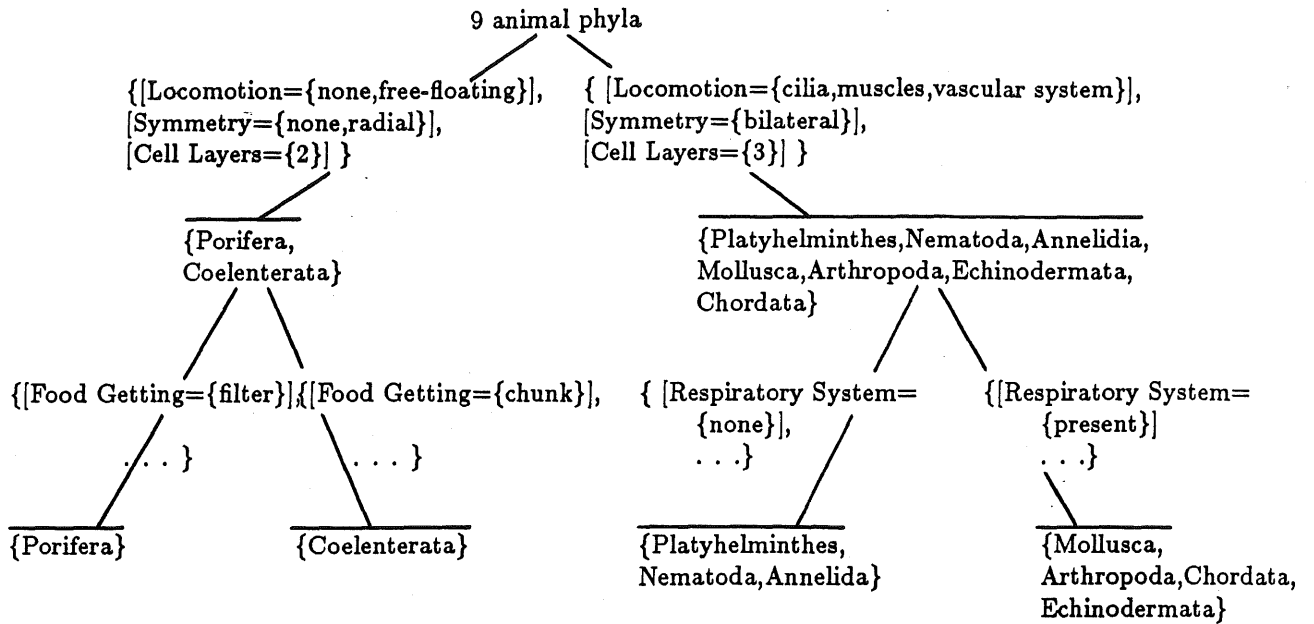 9 animal phyla
{[Locomotion={none,free-floating}],
[Symmetry={none,radial}],
[Cell Layers={2}] }
{ [Locomotion={cilia,muscles,vascular system}],
[Symmetry={bilateral}],
[Cell Layers={3}] }
{Porifera,
Coelenterata}
{Platyhelminthes,Nematoda,Annelidia,
Mollusca,Arthropoda,Echinodermata,
Chordata}
{[Food Getting={filter}],
. . . }
{[Food Getting={chunk}],
. . . }
{ [Respiratory System=
{none}],
. . .}
{[Respiratory System=
{present}]
. . .}
{Porifera}
{Coelenterata}
{Platyhelminthes,
Nematoda,Annelida}
{Mollusca,
Arthropoda,Chordata,
Echinodermata}